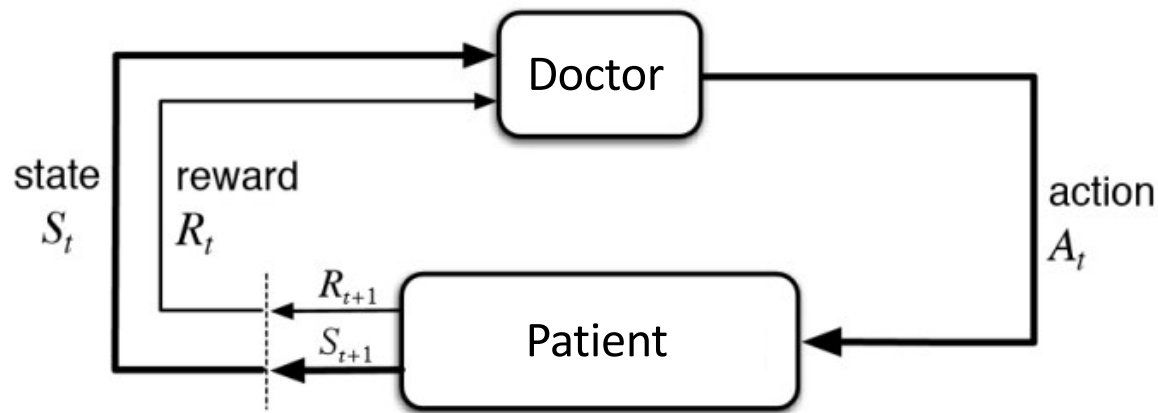 Doctor
state
S_t
reward
R_t
action
A_t
R_{t+1}
S_{t+1}
Patient